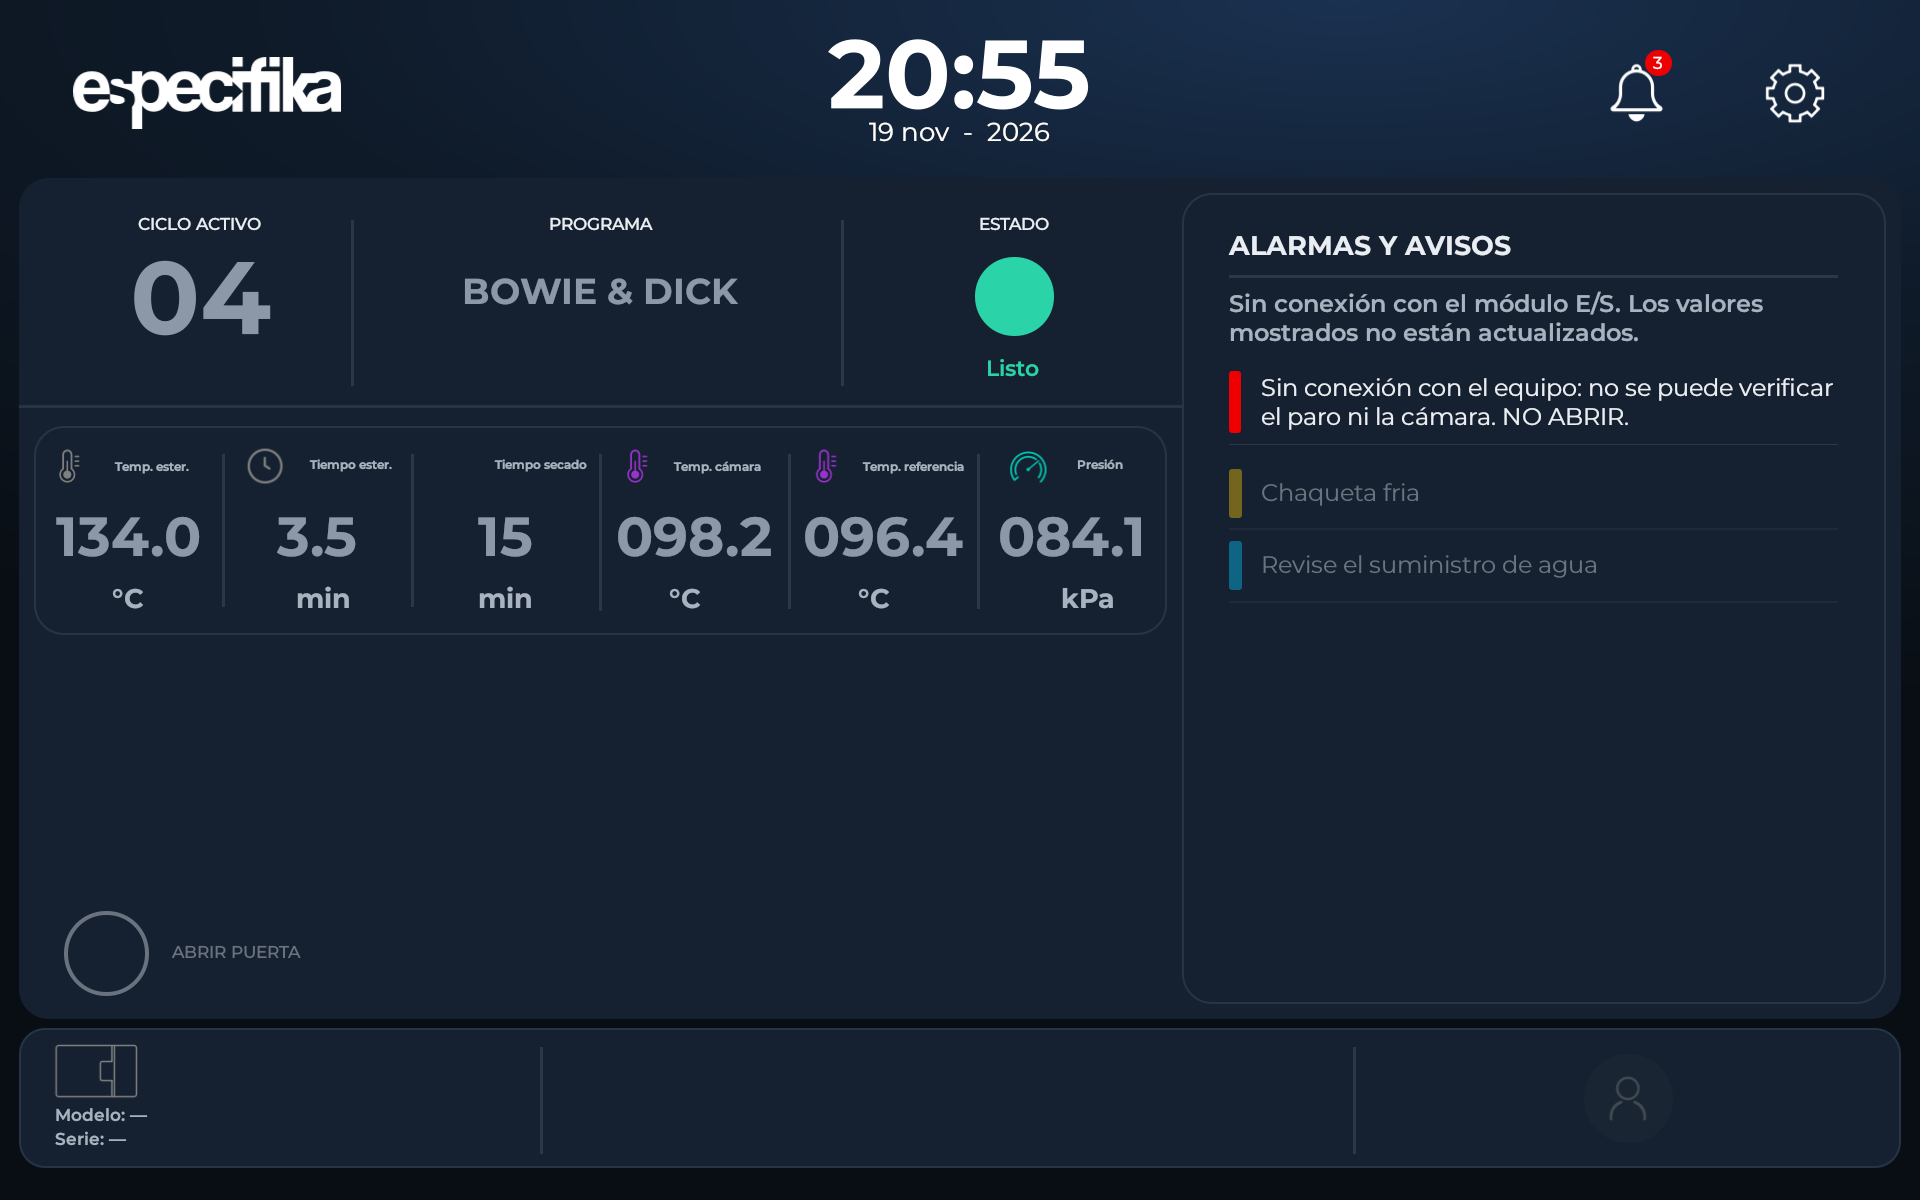 especifika
20:55
19 nov - 2026
3
CICLO ACTIVO
04
PROGRAMA
BOWIE & DICK
ESTADO
Listo
Temp. ester.
134.0
°C
Tiempo ester.
3.5
min
Tiempo secado
15
min
Temp. cámara
098.2
°C
Temp. referencia
096.4
°C
Presión
084.1
kPa
ABRIR PUERTA
ALARMAS Y AVISOS
Sin conexión con el módulo E/S. Los valores
mostrados no están actualizados.
Sin conexión con el equipo: no se puede verificar
el paro ni la cámara. NO ABRIR.
Chaqueta fria
Revise el suministro de agua
Modelo: —
Serie: —